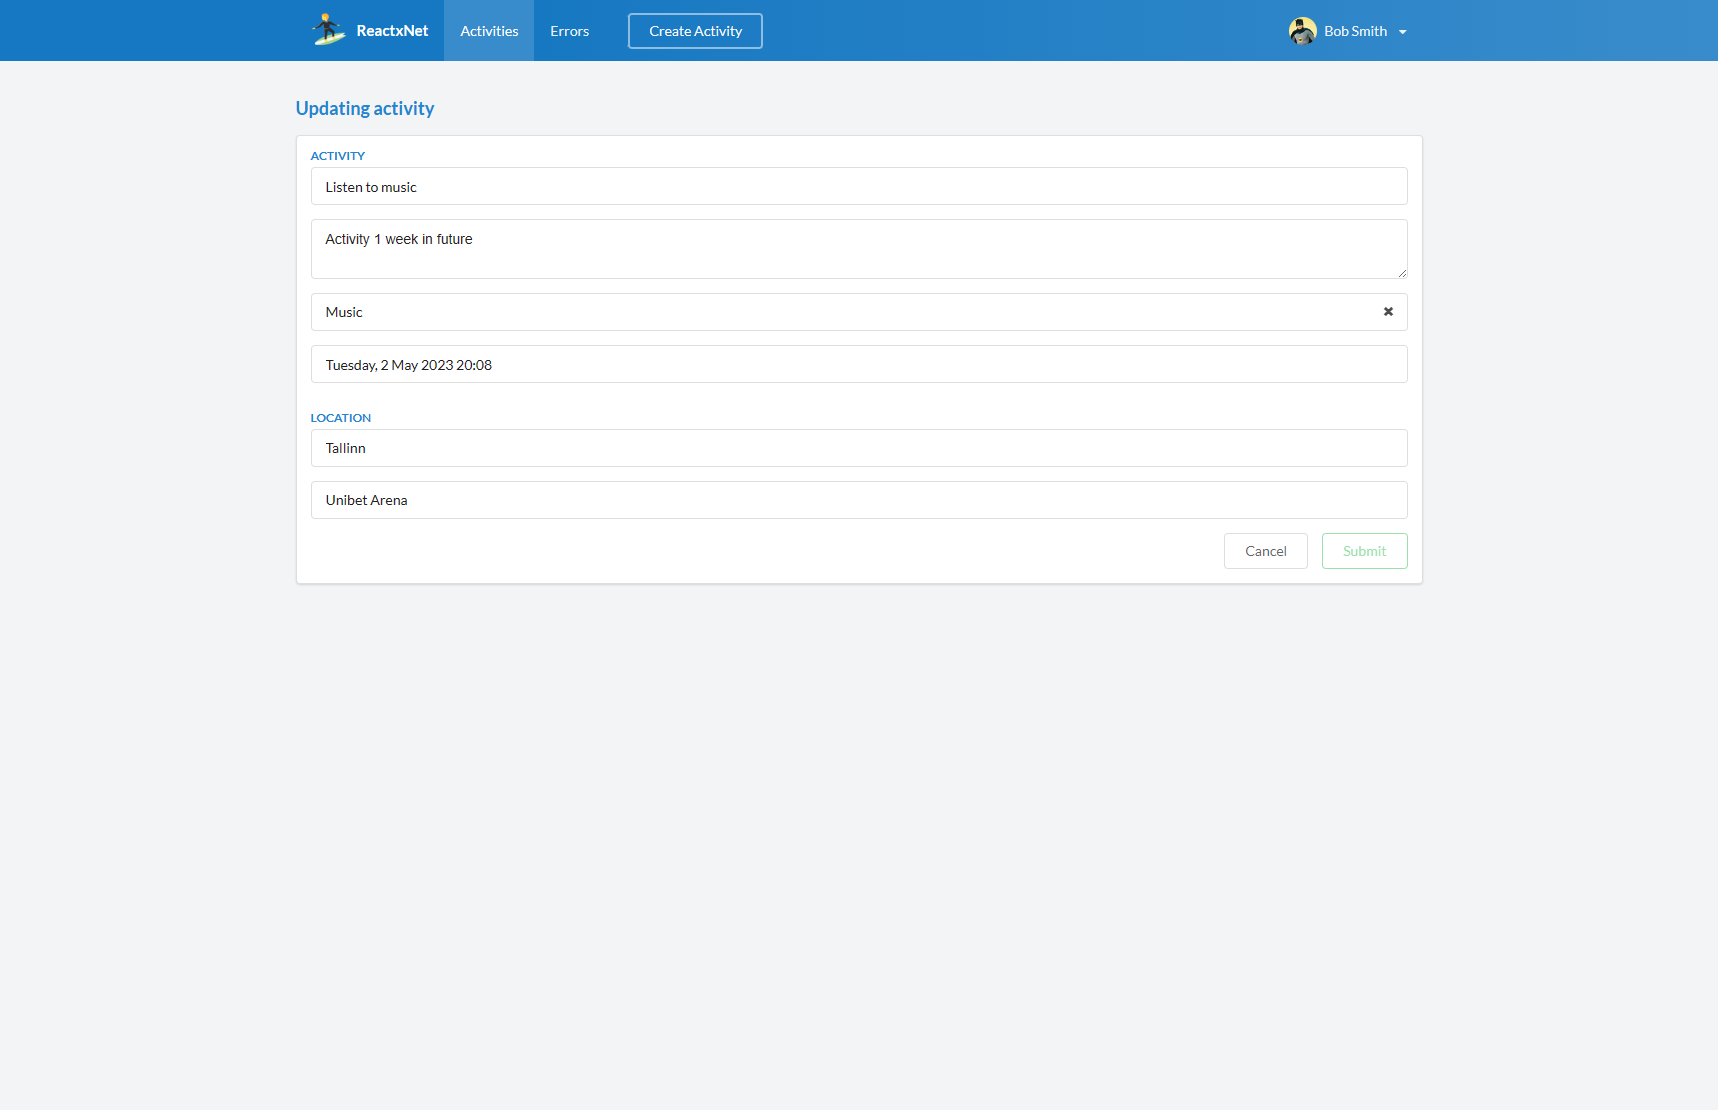 ReactxNet
Activities
Errors
Create Activity
Bob Smith
Updating activity
ACTIVITY
Listen to music
Activity 1 week in future
Music
Tuesday, 2 May 2023 20:08
LOCATION
Tallinn
Unibet Arena
Cancel
Submit